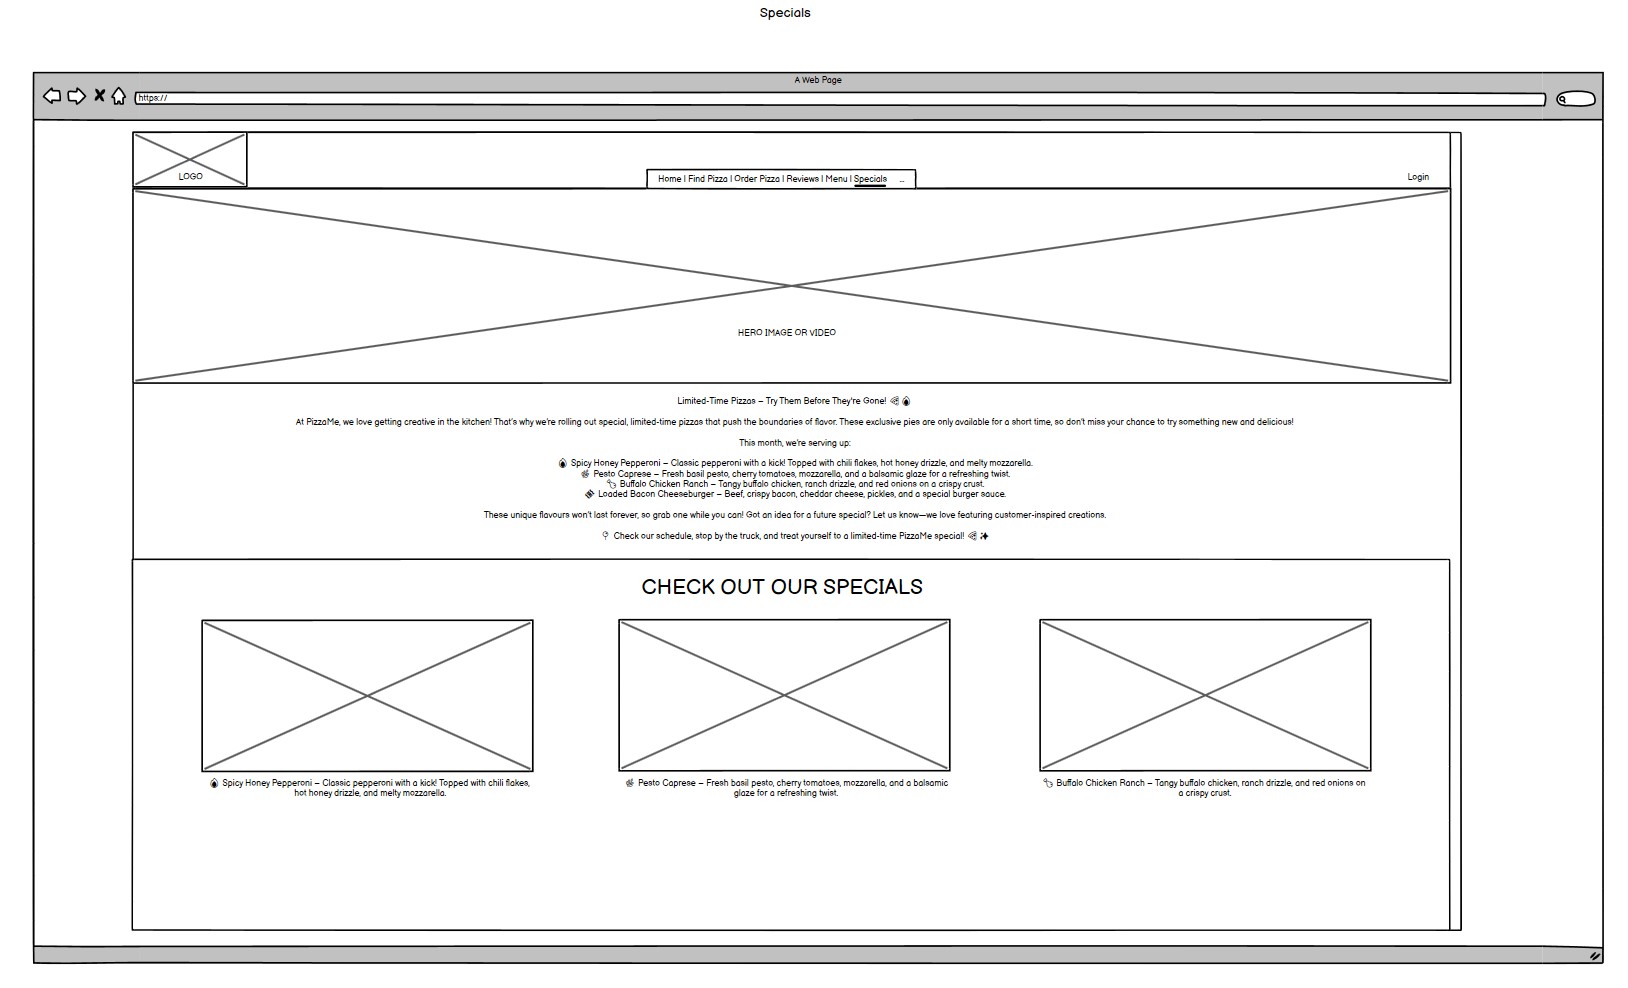 Specials
A Web Page
https://
LOGO
Home | Find Pizza | Order Pizza | Reviews | Menu | Specials ...
Login
HERO IMAGE OR VIDEO
Limited-Time Pizzas – Try Them Before They're Gone! 🍕🔥
At PizzaMe, we love getting creative in the kitchen! That's why we're rolling out special, limited-time pizzas that push the boundaries of flavor. These exclusive pies are only available for a short time, so don't miss your chance to try something new and delicious!
This month, we're serving up:
🔥 Spicy Honey Pepperoni – Classic pepperoni with a kick! Topped with chili flakes, hot honey drizzle, and melty mozzarella.
🌿 Pesto Caprese – Fresh basil pesto, cherry tomatoes, mozzarella, and a balsamic glaze for a refreshing twist.
🍗 Buffalo Chicken Ranch – Tangy buffalo chicken, ranch drizzle, and red onions on a crispy crust.
🥓 Loaded Bacon Cheeseburger – Beef, crispy bacon, cheddar cheese, pickles, and a special burger sauce.
These unique flavours won't last forever, so grab one while you can! Got an idea for a future special? Let us know—we love featuring customer-inspired creations.
📍 Check our schedule, stop by the truck, and treat yourself to a limited-time PizzaMe special! 🍕✨
CHECK OUT OUR SPECIALS
🔥 Spicy Honey Pepperoni – Classic pepperoni with a kick! Topped with chili flakes,
hot honey drizzle, and melty mozzarella.
🌿 Pesto Caprese – Fresh basil pesto, cherry tomatoes, mozzarella, and a balsamic
glaze for a refreshing twist.
🍗 Buffalo Chicken Ranch – Tangy buffalo chicken, ranch drizzle, and red onions on
a crispy crust.